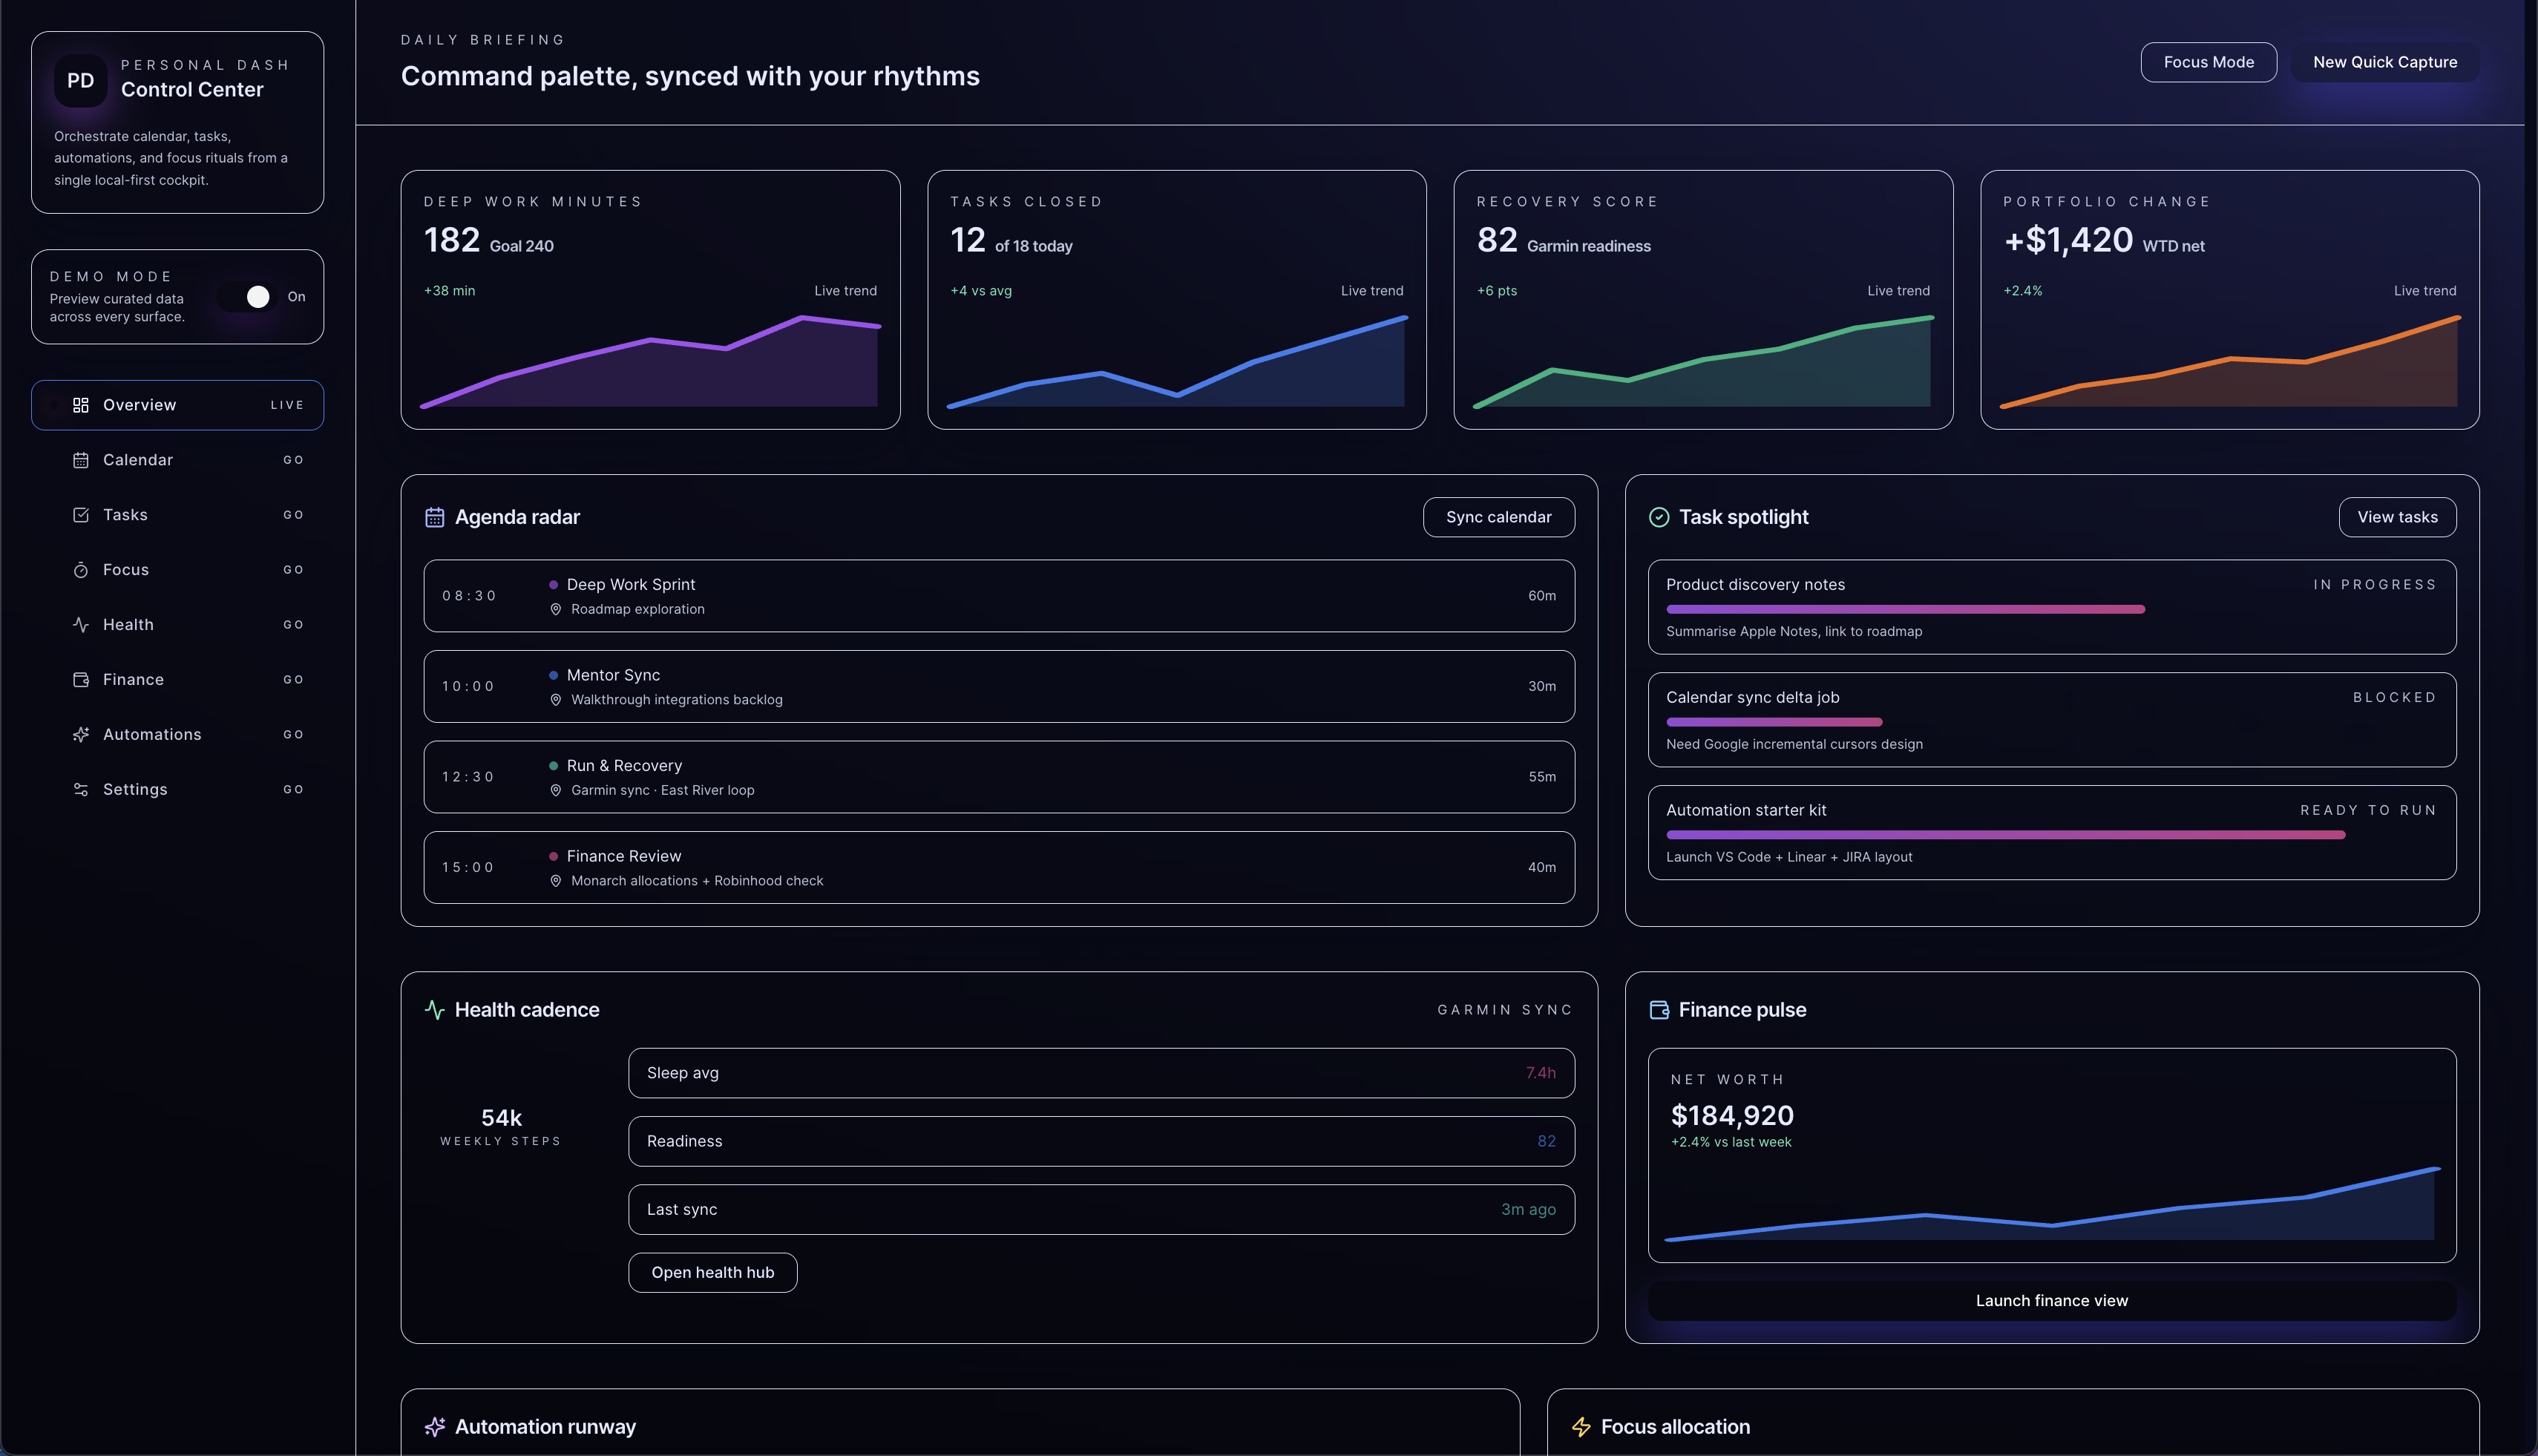 PD
PERSONAL DASH
Control Center
Orchestrate calendar, tasks,
automations, and focus rituals from a
single local-first cockpit.
DEMO MODE
Preview curated data
across every surface.
On
Overview LIVE
Calendar GO
Tasks GO
Focus GO
Health GO
Finance GO
Automations GO
Settings GO
DAILY BRIEFING
Command palette, synced with your rhythms
Focus Mode
New Quick Capture
DEEP WORK MINUTES
182 Goal 240
+38 min Live trend
TASKS CLOSED
12 of 18 today
+4 vs avg Live trend
RECOVERY SCORE
82 Garmin readiness
+6 pts Live trend
PORTFOLIO CHANGE
+$1,420 WTD net
+2.4% Live trend
Agenda radar
Sync calendar
08:30
Deep Work Sprint
Roadmap exploration
60m
10:00
Mentor Sync
Walkthrough integrations backlog
30m
12:30
Run & Recovery
Garmin sync · East River loop
55m
15:00
Finance Review
Monarch allocations + Robinhood check
40m
Task spotlight
View tasks
Product discovery notes IN PROGRESS
Summarise Apple Notes, link to roadmap
Calendar sync delta job BLOCKED
Need Google incremental cursors design
Automation starter kit READY TO RUN
Launch VS Code + Linear + JIRA layout
Health cadence
GARMIN SYNC
54k
WEEKLY STEPS
Sleep avg 7.4h
Readiness 82
Last sync 3m ago
Open health hub
Finance pulse
NET WORTH
$184,920
+2.4% vs last week
Launch finance view
Automation runway
Focus allocation